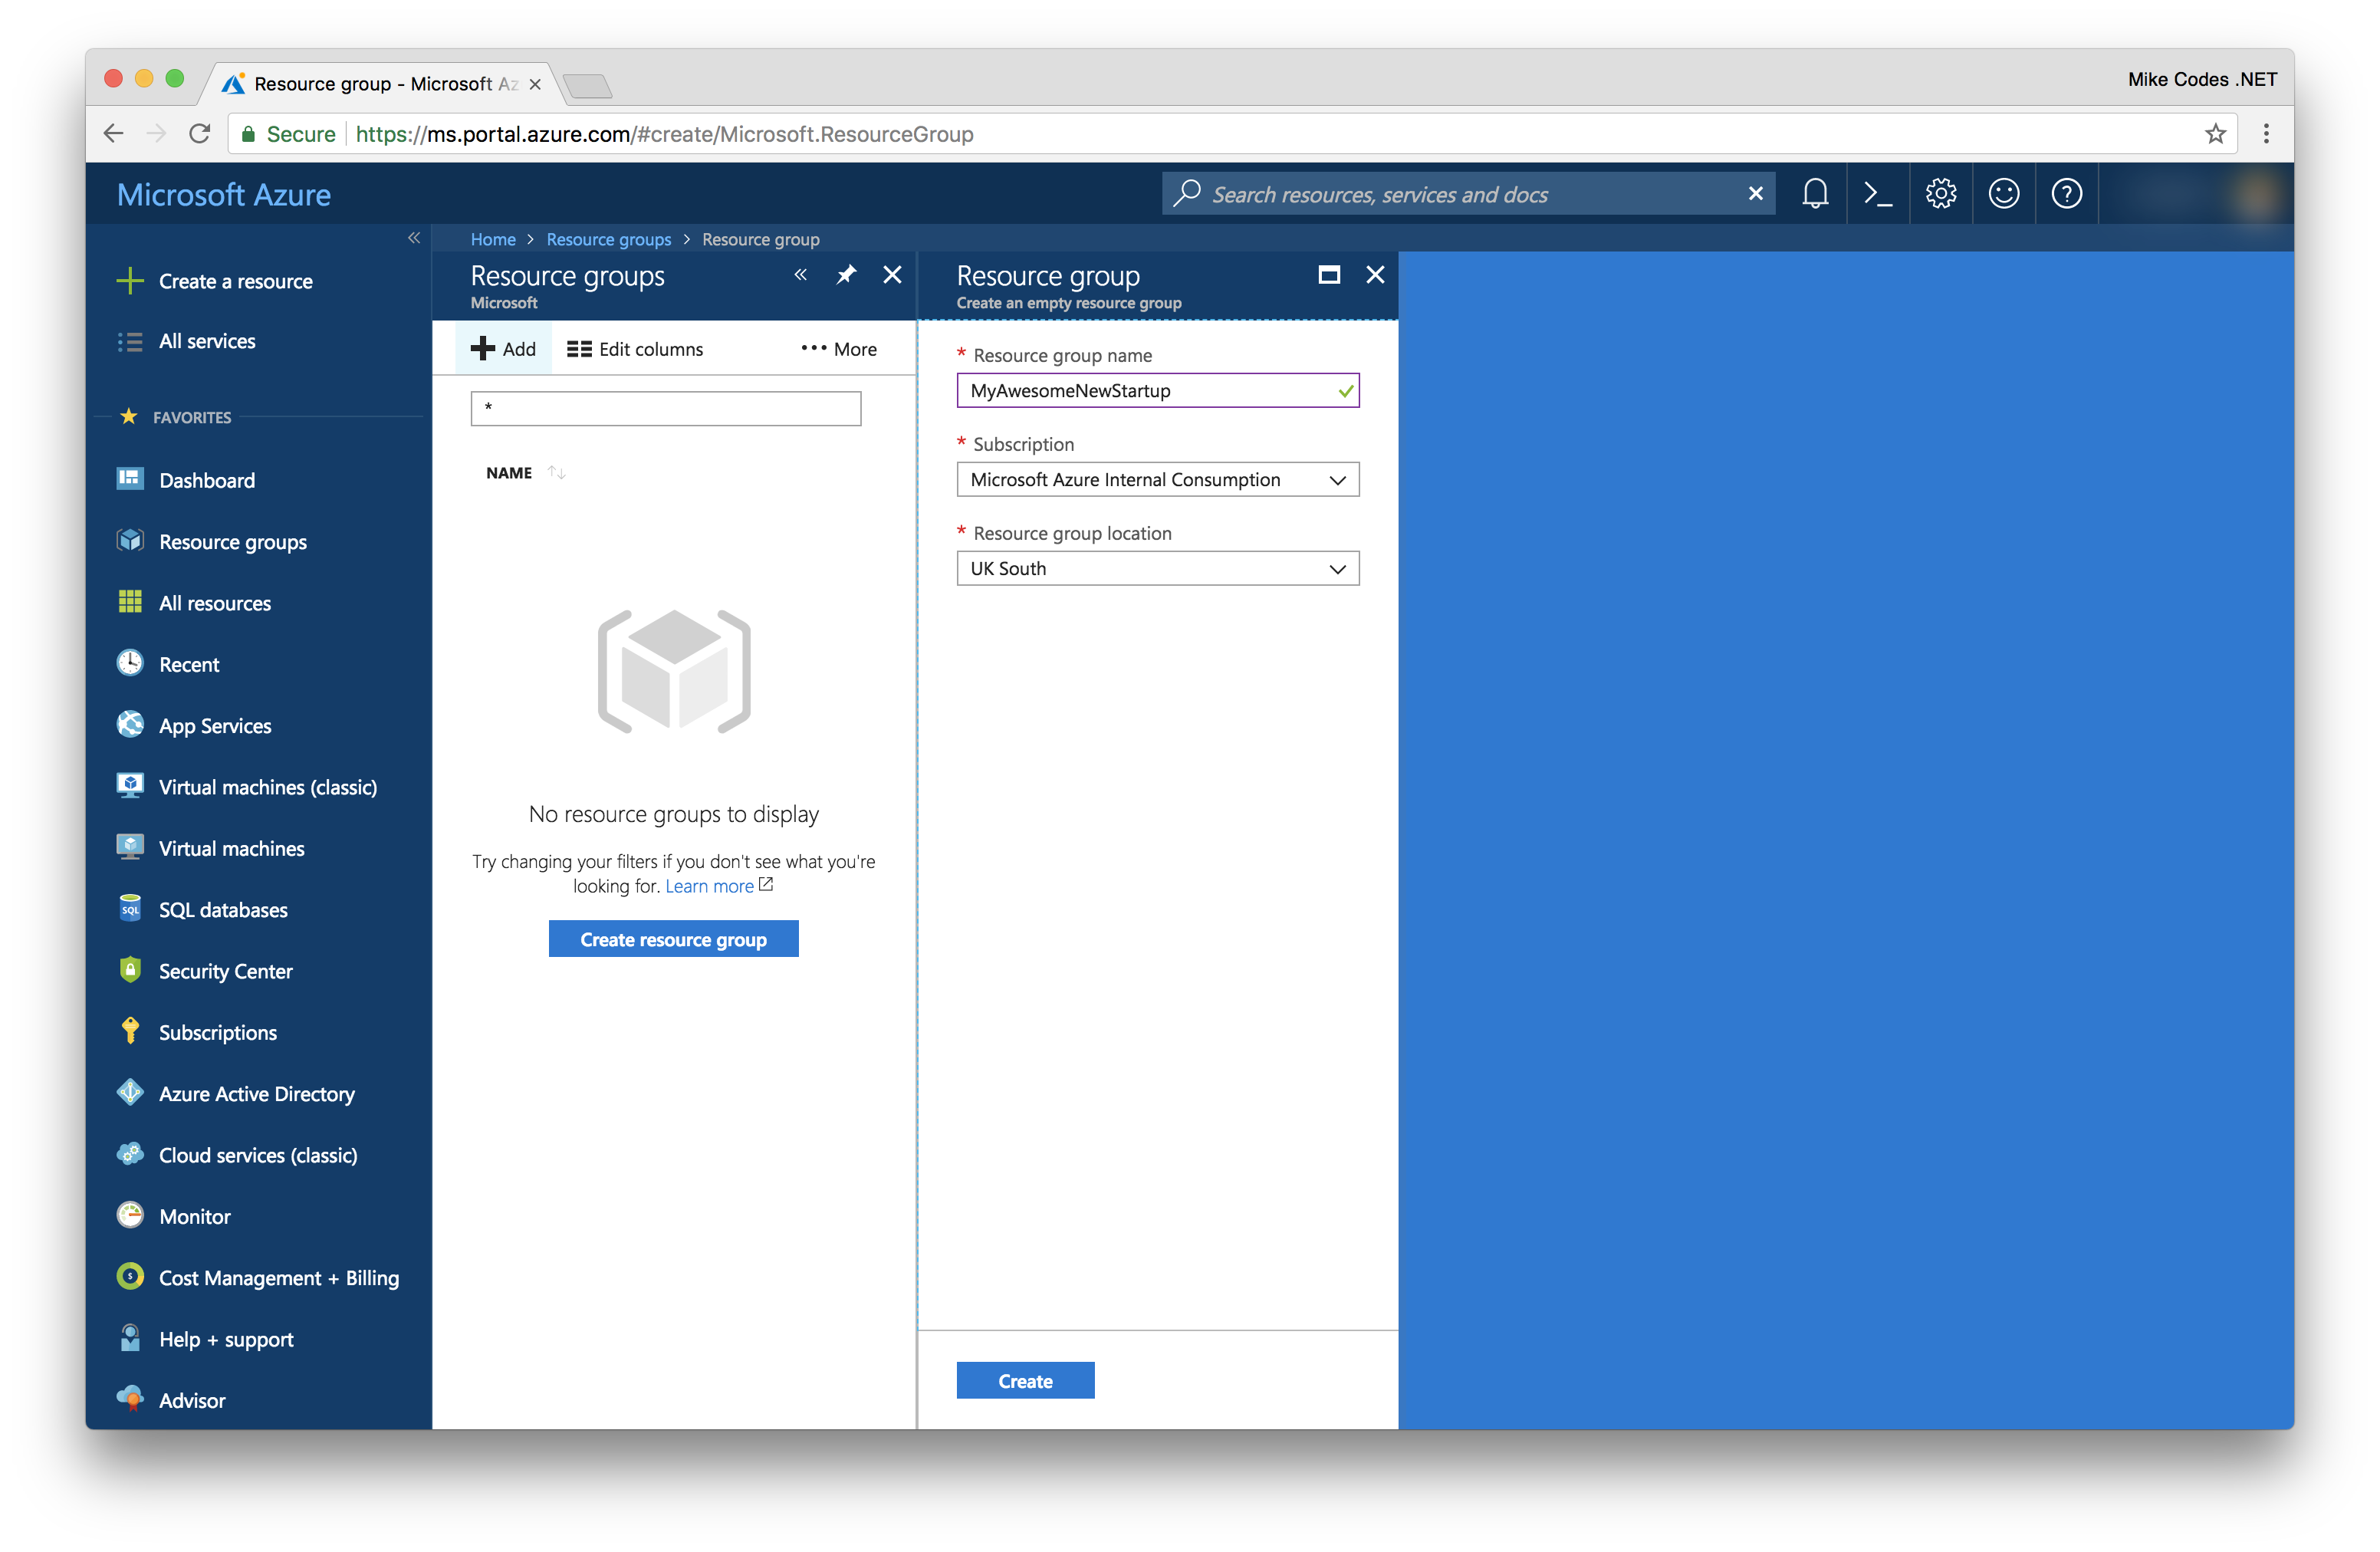 Resource group - Microsoft Az
Mike Codes .NET
Secure
https://ms.portal.azure.com/#create/Microsoft.ResourceGroup
Microsoft Azure
Search resources, services and docs
Create a resource
All services
FAVORITES
Dashboard
Resource groups
All resources
Recent
App Services
Virtual machines (classic)
Virtual machines
SQL
SQL databases
Security Center
Subscriptions
Azure Active Directory
Cloud services (classic)
Monitor
Cost Management + Billing
Help + support
Advisor
Home > Resource groups > Resource group
Resource groups
Microsoft
Add
Edit columns
More
*
NAME
No resource groups to display
Try changing your filters if you don't see what you're
looking for. Learn more
Create resource group
Resource group
Create an empty resource group
* Resource group name
MyAwesomeNewStartup
* Subscription
Microsoft Azure Internal Consumption
* Resource group location
UK South
Create